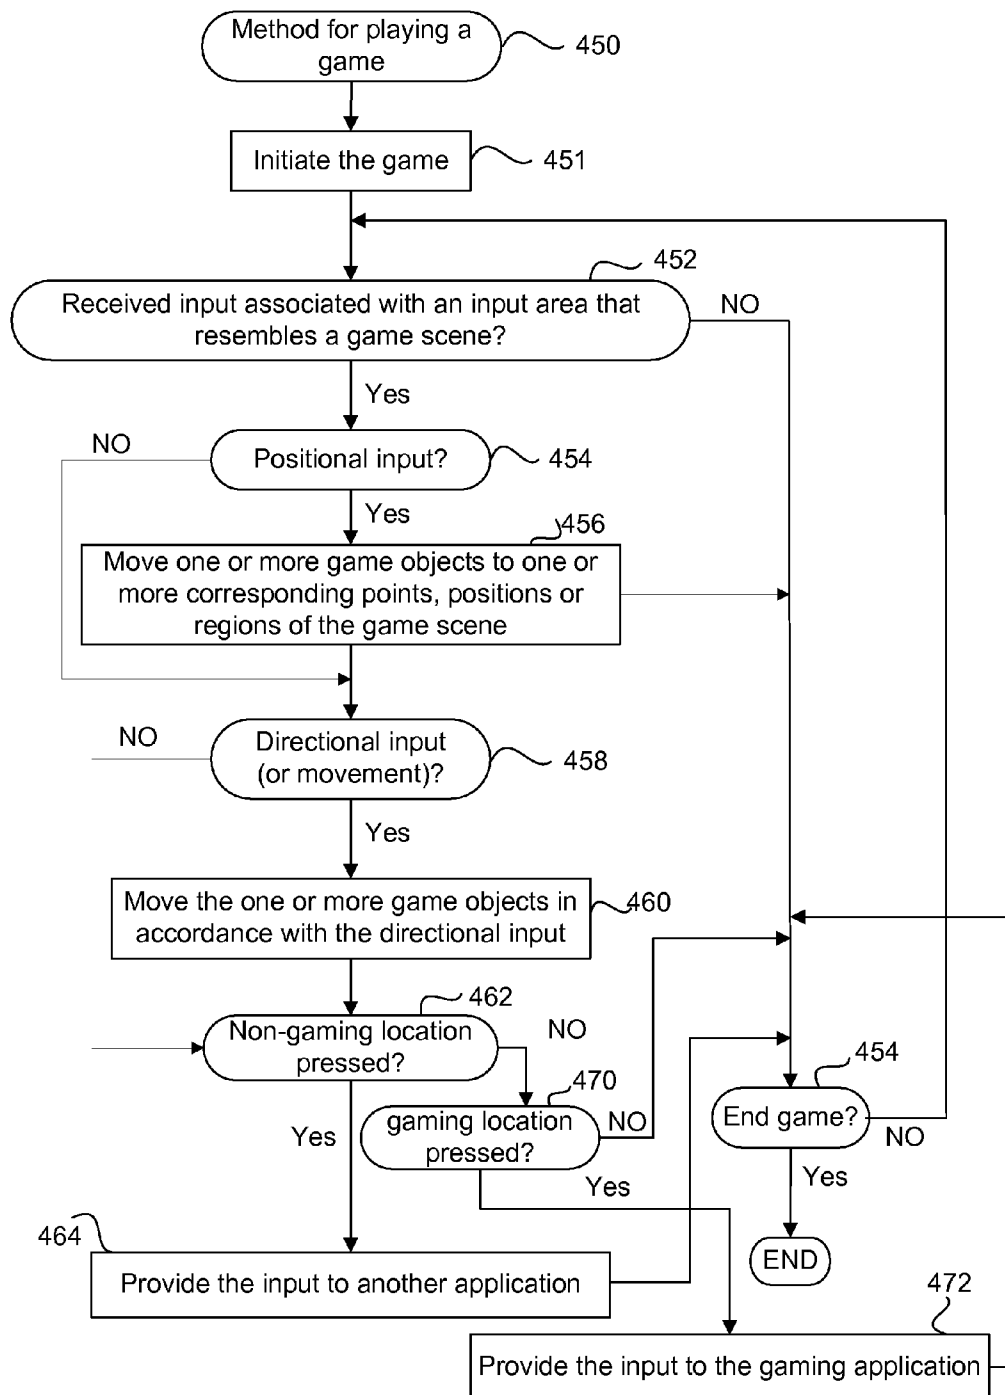 Method for playing a
game
450
Initiate the game
451
452
Received input associated with an input area that
resembles a game scene?
NO
Yes
NO
Positional input?
454
Yes
456
Move one or more game objects to one or
more corresponding points, positions or
regions of the game scene
NO
Directional input
(or movement)?
458
Yes
Move the one or more game objects in
accordance with the directional input
460
462
Non-gaming location
pressed?
NO
470
gaming location
pressed?
NO
454
End game?
NO
Yes
Yes
Yes
464
Provide the input to another application
END
472
Provide the input to the gaming application